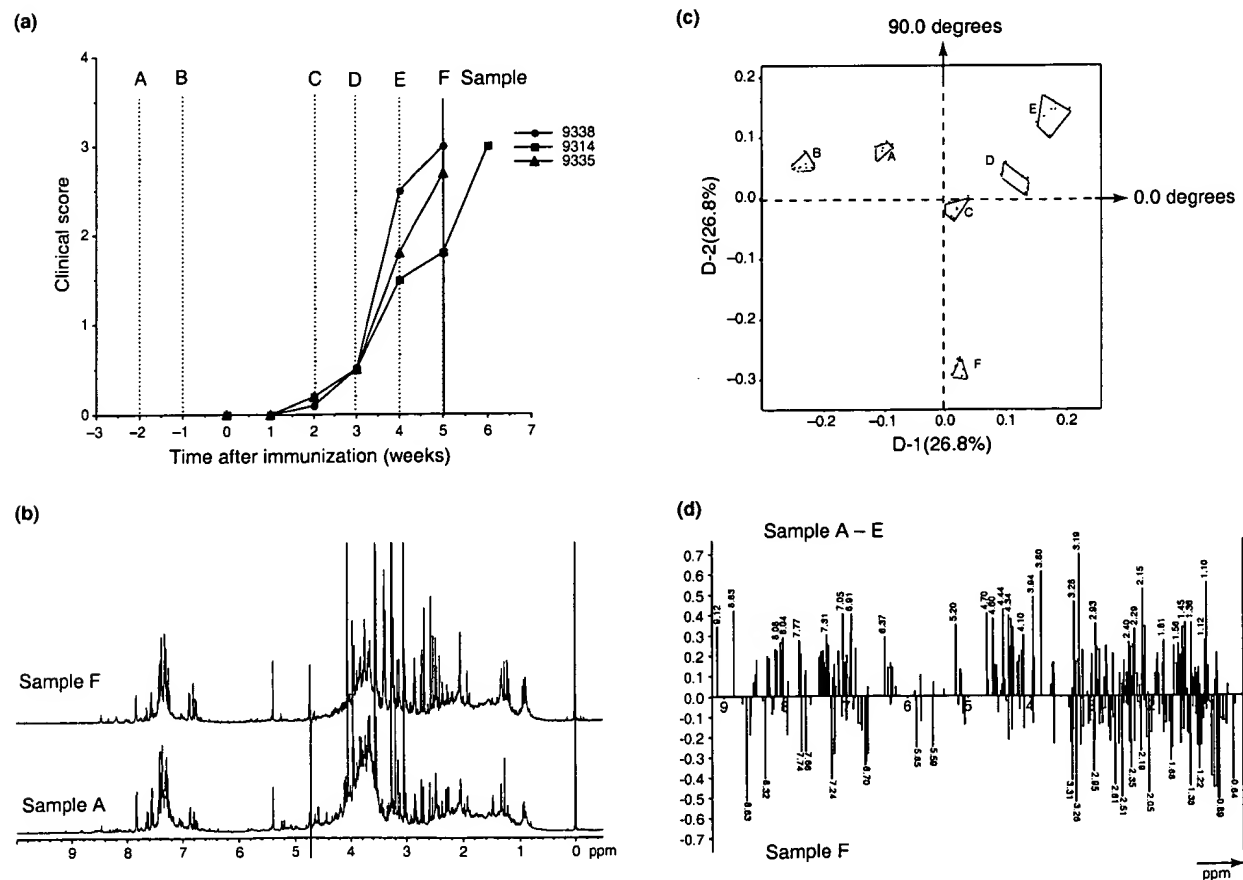 (a)
4
3
2
1
0
Clinical score
A B C D E F Sample
9338
9314
9335
–3 –2 –1 0 1 2 3 4 5 6 7
Time after immunization (weeks)
(b)
Sample F
Sample A
9 8 7 6 5 4 3 2 1 0 ppm
(c)
90.0 degrees
0.2
0.1
0.0
–0.1
–0.2
–0.3
D-2(26.8%)
E
B A
D
C
F
0.0 degrees
–0.2 –0.1 0.0 0.1 0.2
D-1(26.8%)
(d)
Sample A – E
0.7
0.6
0.5
0.4
0.3
0.2
0.1
0.0
–0.1
–0.2
–0.3
–0.4
–0.5
–0.6
–0.7
9.12 8.83 8.08 8.04 7.77 7.31 7.05 6.91 6.37 5.20 4.70 4.60 4.44 4.34 4.10 3.94 3.80 3.28 3.19 2.93 2.40 2.29 2.15 1.81 1.56 1.45 1.36 1.12 1.10
9 8 7 6 5
8.63 8.32 7.74 7.66 7.24 6.70 5.85 5.59 3.31 3.26 2.95 2.61 2.51 2.35 2.18 2.05 1.68 1.38 1.22 0.89 0.64
Sample F
ppm